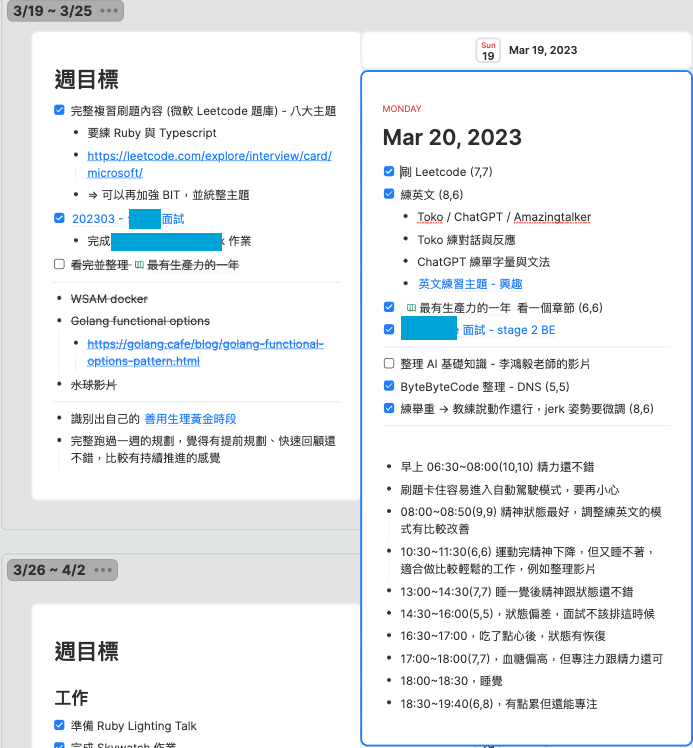 3/19 ~ 3/25
週目標
完整複習刷題內容 (微軟 Leetcode 題庫) - 八大主題
要練 Ruby 與 Typescript
https://leetcode.com/explore/interview/card/
microsoft/
⇒ 可以再加強 BIT，並統整主題
202303 - 面試
完成 作業
看完並整理- 最有生產力的一年
WSAM docker
Golang functional options
https://golang.cafe/blog/golang-functional-
options-pattern.html
水球影片
識別出自己的 善用生理黃金時段
完整跑過一週的規劃，覺得有提前規劃、快速回顧還
不錯，比較有持續推進的感覺
3/26 ~ 4/2
週目標
工作
準備 Ruby Lighting Talk
完成 Skywatch 作業
Sun
19
Mar 19, 2023
MONDAY
Mar 20, 2023
刷 Leetcode (7,7)
練英文 (8,6)
Toko / ChatGPT / Amazingtalker
Toko 練對話與反應
ChatGPT 練單字量與文法
英文練習主題 - 興趣
最有生產力的一年 看一個章節 (6,6)
面試 - stage 2 BE
整理 AI 基礎知識 - 李鴻毅老師的影片
ByteByteCode 整理 - DNS (5,5)
練舉重 → 教練說動作還行，jerk 姿勢要微調 (8,6)
早上 06:30~08:00(10,10) 精力還不錯
刷題卡住容易進入自動駕駛模式，要再小心
08:00~08:50(9,9) 精神狀態最好，調整練英文的模
式有比較改善
10:30~11:30(6,6) 運動完精神下降，但又睡不著，
適合做比較輕鬆的工作，例如整理影片
13:00~14:30(7,7) 睡一覺後精神跟狀態還不錯
14:30~16:00(5,5)，狀態偏差，面試不該排這時候
16:30~17:00，吃了點心後，狀態有恢復
17:00~18:00(7,7)，血糖偏高，但專注力跟精力還可
18:00~18:30，睡覺
18:30~19:40(6,8)，有點累但還能專注